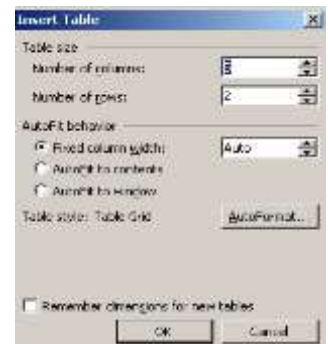 Insert Table
Table size
Number of columns: 5
Number of rows: 2
AutoFit behavior
Fixed column width: Auto
AutoFit to contents
AutoFit to window
Table style: Table Grid AutoFormat...
Remember dimensions for new tables
OK Cancel